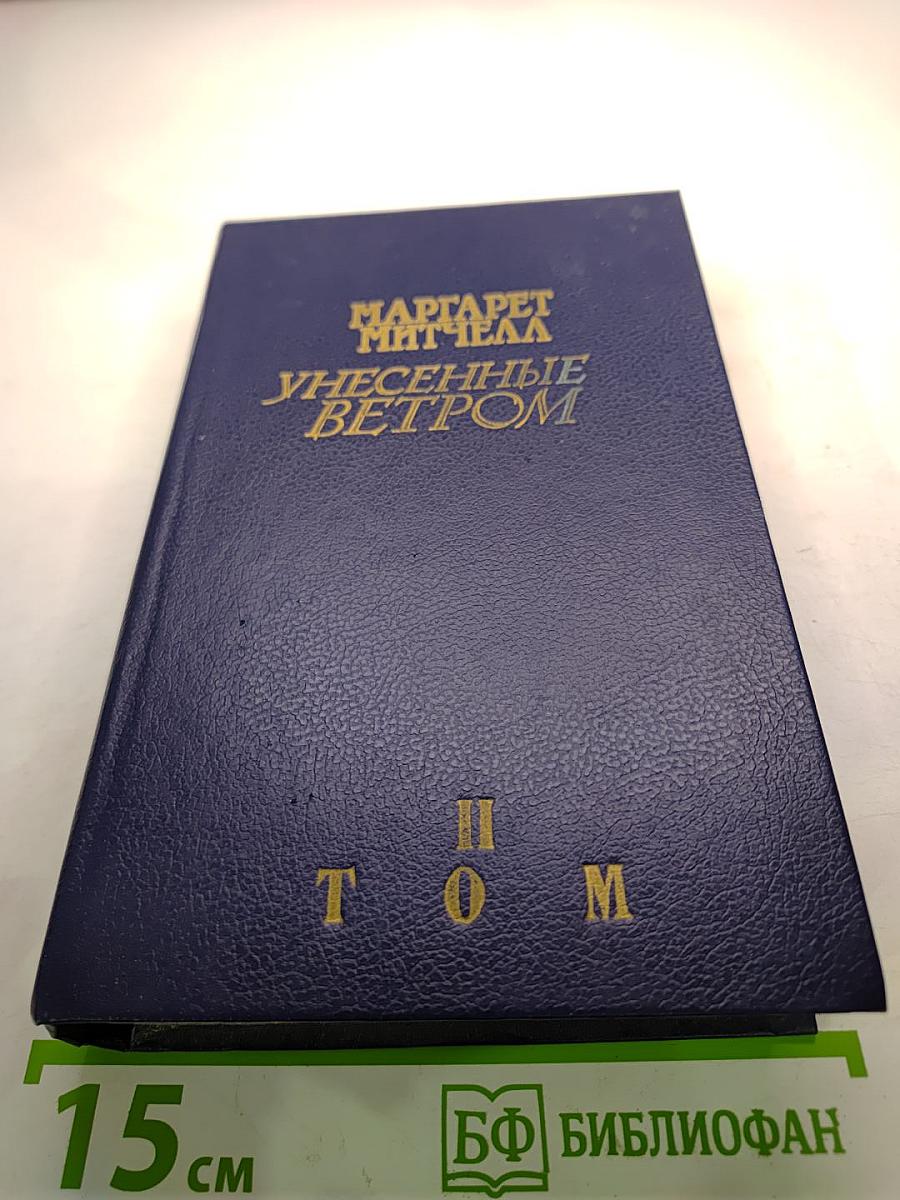 МАРГАРЕТ
МИТЧЕЛЛ
УНЕСЕННЫЕ
ВЕТРОМ
II
ТОМ
15 см
БФ БИБЛИОФАН